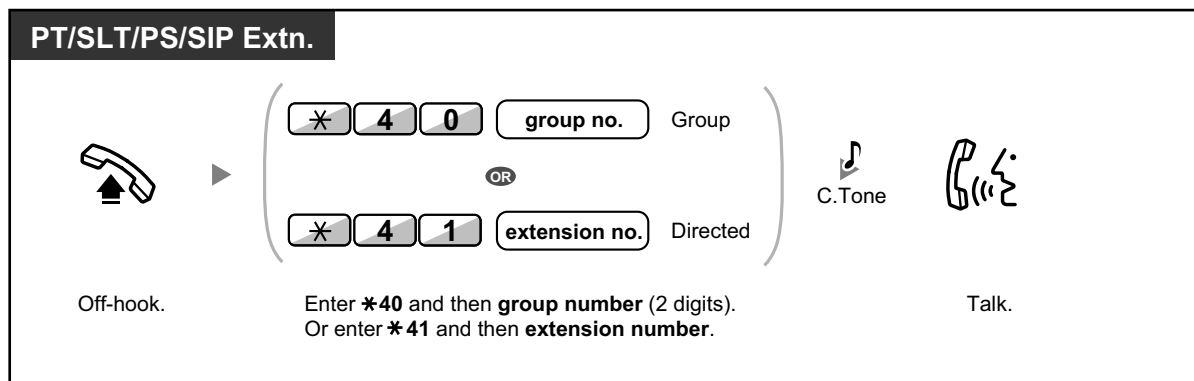 PT/SLT/PS/SIP Extn.
✱ 4 0 group no. Group
OR
✱ 4 1 extension no. Directed
C.Tone
Off-hook.
Enter ✱40 and then group number (2 digits).
Or enter ✱41 and then extension number.
Talk.